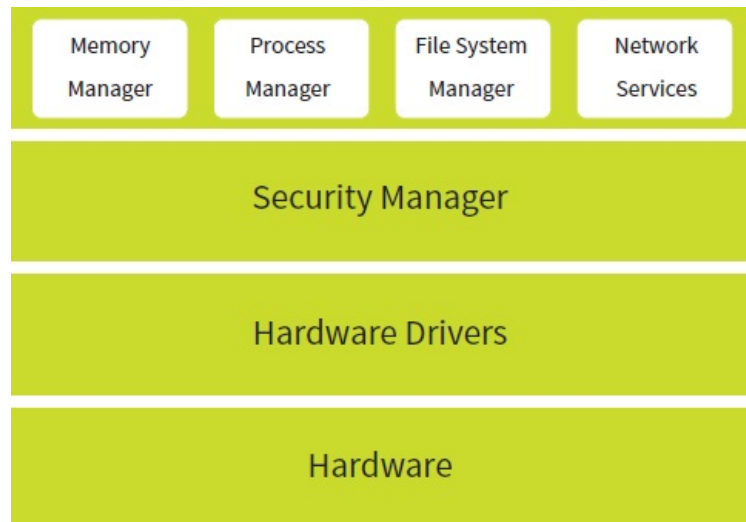 Memory
Manager
Process
Manager
File System
Manager
Network
Services
Security Manager
Hardware Drivers
Hardware